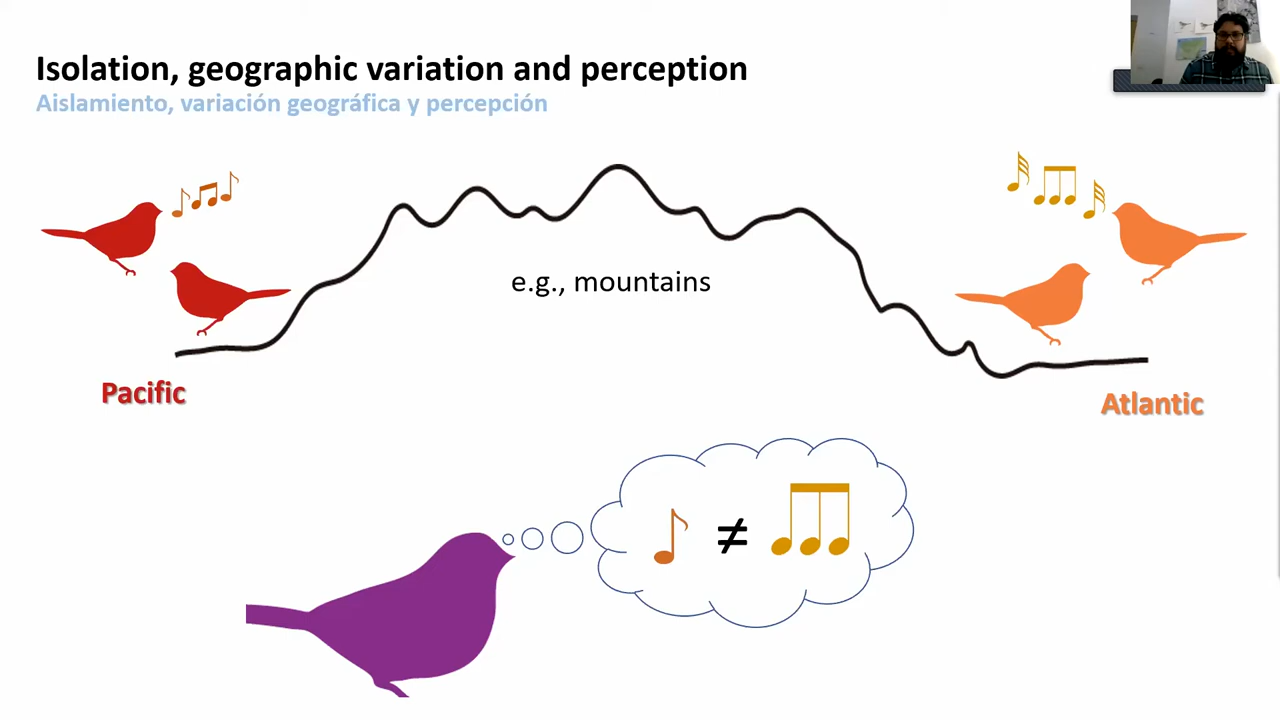 Isolation, geographic variation and perception
Aislamiento, variación geográfica y percepción
e.g., mountains
Pacific
Atlantic
≠